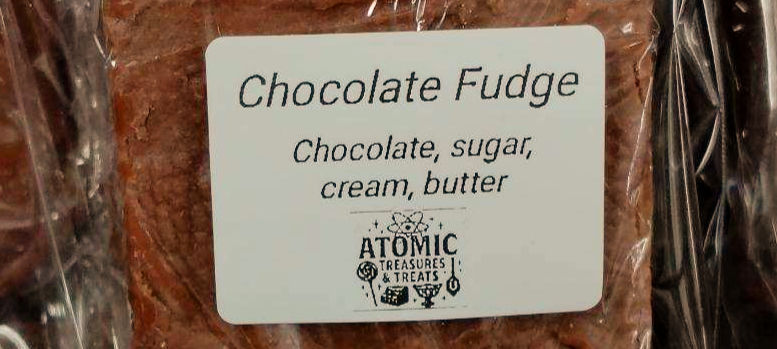 Chocolate Fudge
Chocolate, sugar,
cream, butter
ATOMIC
TREASURES
& TREATS